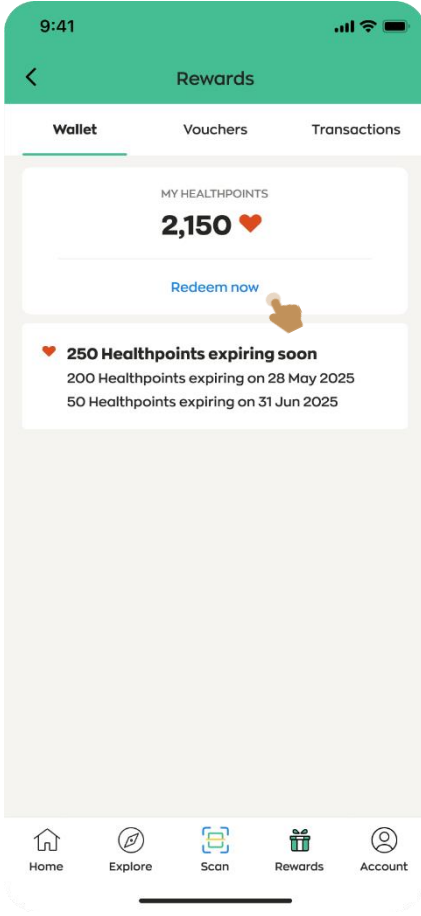 9:41
Rewards
Wallet Vouchers Transactions
MY HEALTHPOINTS
2,150
Redeem now
250 Healthpoints expiring soon
200 Healthpoints expiring on 28 May 2025
50 Healthpoints expiring on 31 Jun 2025
Home Explore Scan Rewards Account